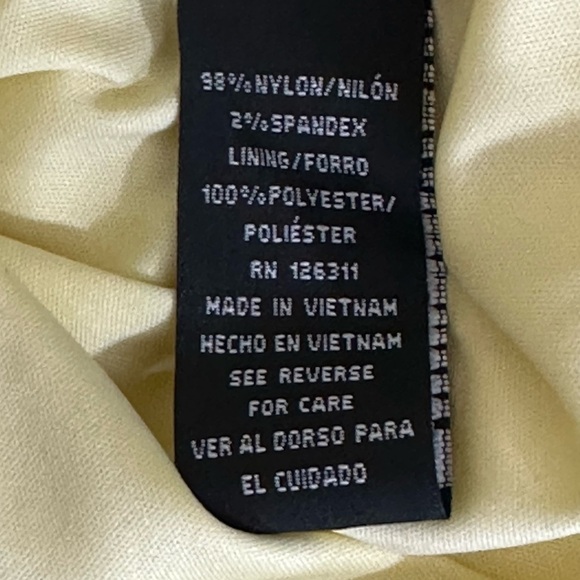 98% NYLON/NILÓN
2% SPANDEX
LINING/FORRO
100% POLYESTER/
POLIÉSTER
RN 126311
MADE IN VIETNAM
HECHO EN VIETNAM
SEE REVERSE
FOR CARE
VER AL DORSO PARA
EL CUIDADO